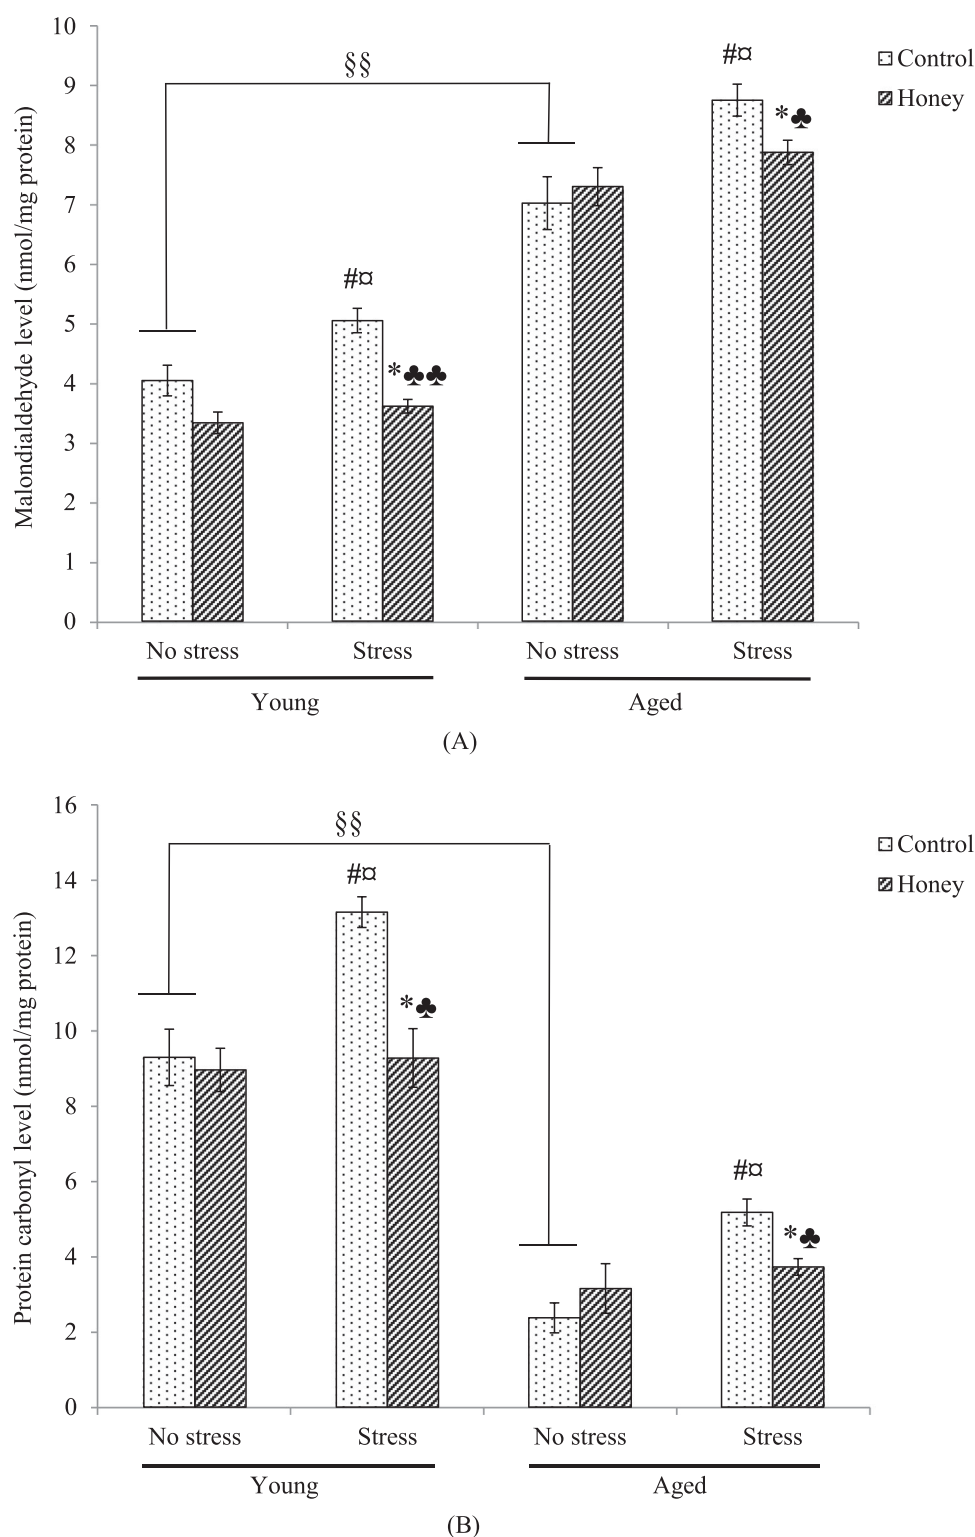 Malondialdehyde level (nmol/mg protein)
10
9
8
7
6
5
4
3
2
1
0
§§
#¤
*♣♣
#¤
*♣
Control
Honey
No stress
Stress
No stress
Stress
Young
Aged
(A)
Protein carbonyl level (nmol/mg protein)
16
14
12
10
8
6
4
2
0
§§
#¤
*♣
#¤
*♣
Control
Honey
No stress
Stress
No stress
Stress
Young
Aged
(B)